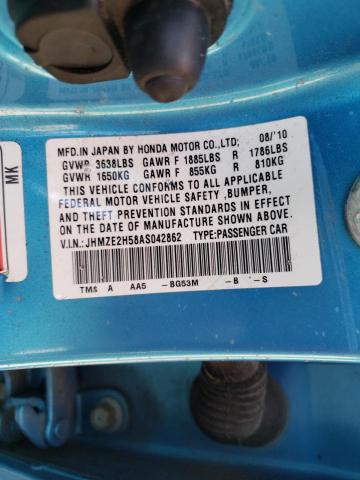 MFD.IN JAPAN BY HONDA MOTOR CO.,LTD; 08/'10
GVWR 3638LBS GAWR F 1885LBS R 1786LBS
GVWR 1650KG GAWR F 855KG R 810KG
THIS VEHICLE CONFORMS TO ALL APPLICABLE
FEDERAL MOTOR VEHICLE SAFETY ,BUMPER,
AND THEFT PREVENTION STANDARDS IN EFFECT
ON THE DATE OF MANUFACTURE SHOWN ABOVE.
V.I.N: JHMZE2H58AS042862 TYPE:PASSENGER CAR
TMA A AA5 -BG53M -B -S
MK